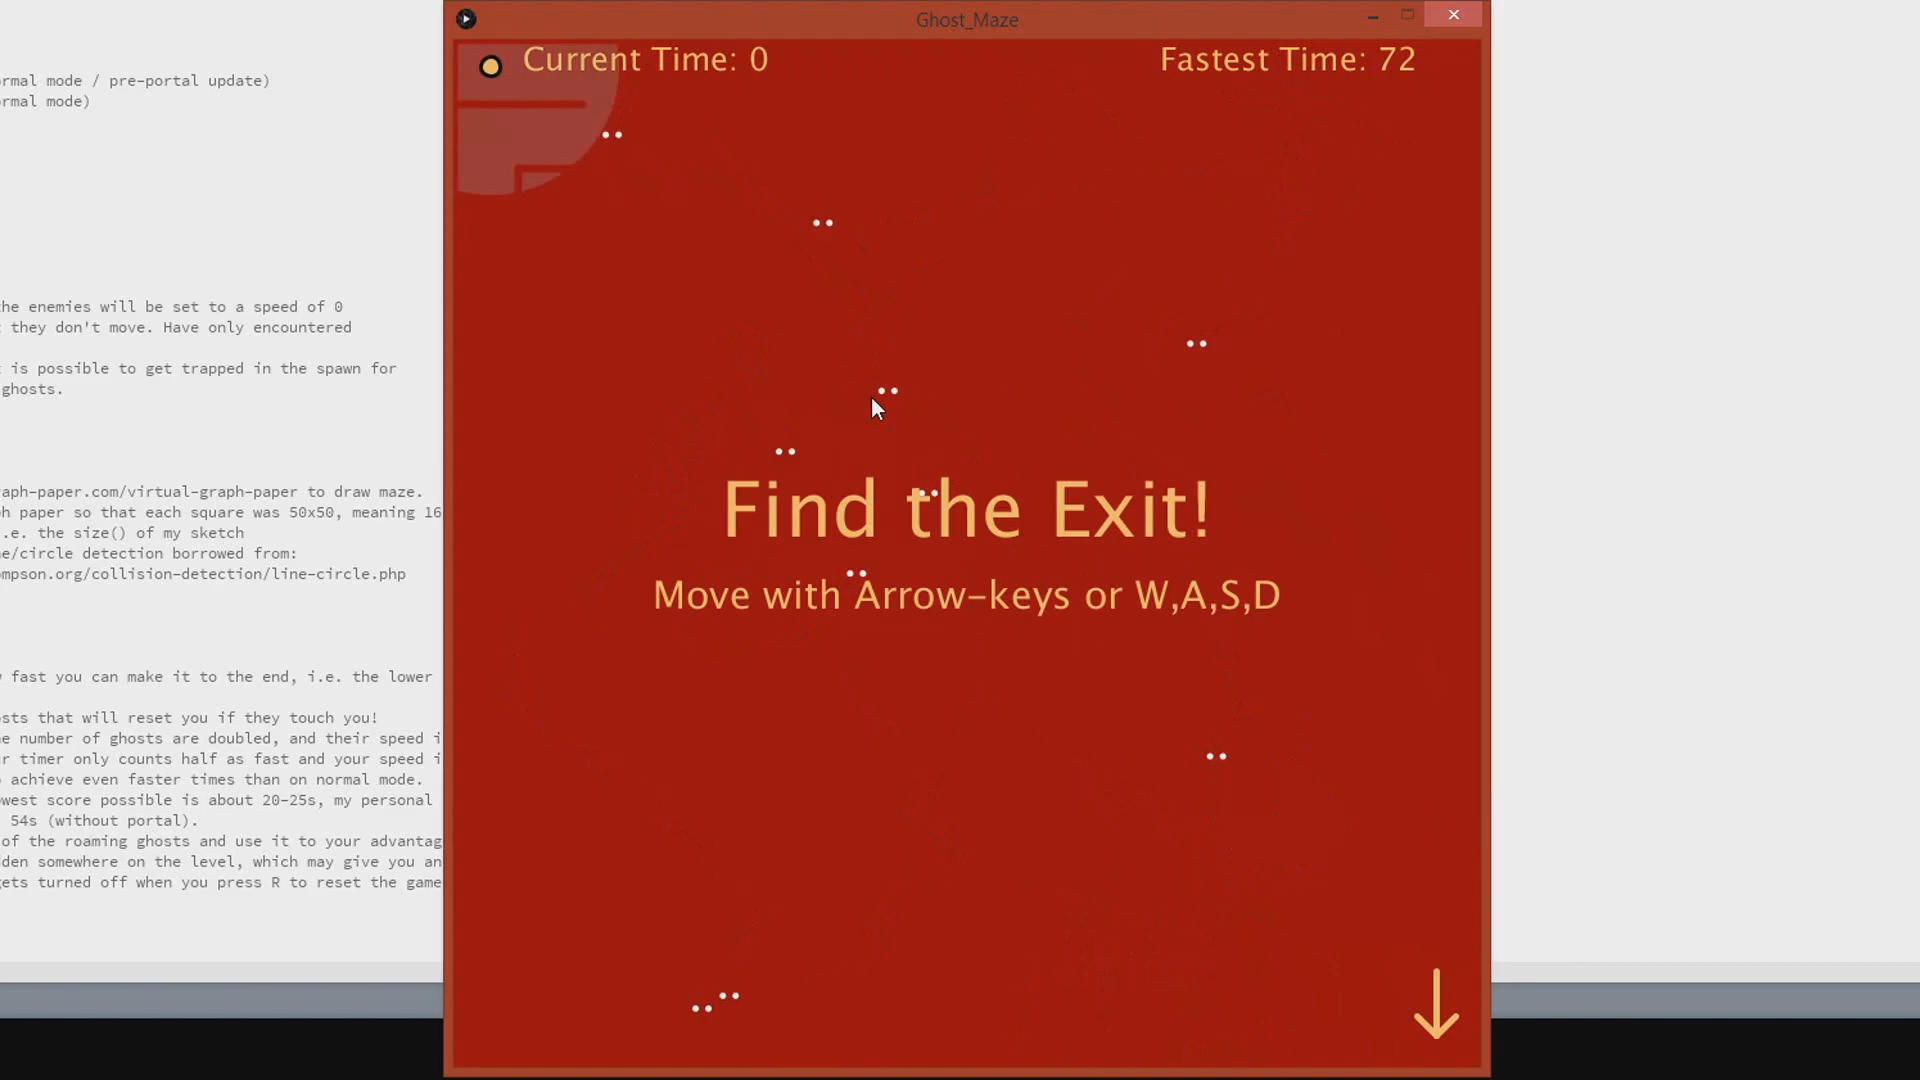 Ghost_Maze
Current Time: 0
Fastest Time: 72
Find the Exit!
Move with Arrow-keys or W,A,S,D
rmal mode / pre-portal update)
rmal mode)
he enemies will be set to a speed of 0
they don't move. Have only encountered
is possible to get trapped in the spawn for
ghosts.
aph-paper.com/virtual-graph-paper to draw maze.
h paper so that each square was 50x50, meaning 16
.e. the size() of my sketch
e/circle detection borrowed from:
mpson.org/collision-detection/line-circle.php
fast you can make it to the end, i.e. the lower
sts that will reset you if they touch you!
e number of ghosts are doubled, and their speed i
r timer only counts half as fast and your speed i
achieve even faster times than on normal mode.
west score possible is about 20-25s, my personal
54s (without portal).
of the roaming ghosts and use it to your advantag
den somewhere on the level, which may give you an
ets turned off when you press R to reset the game